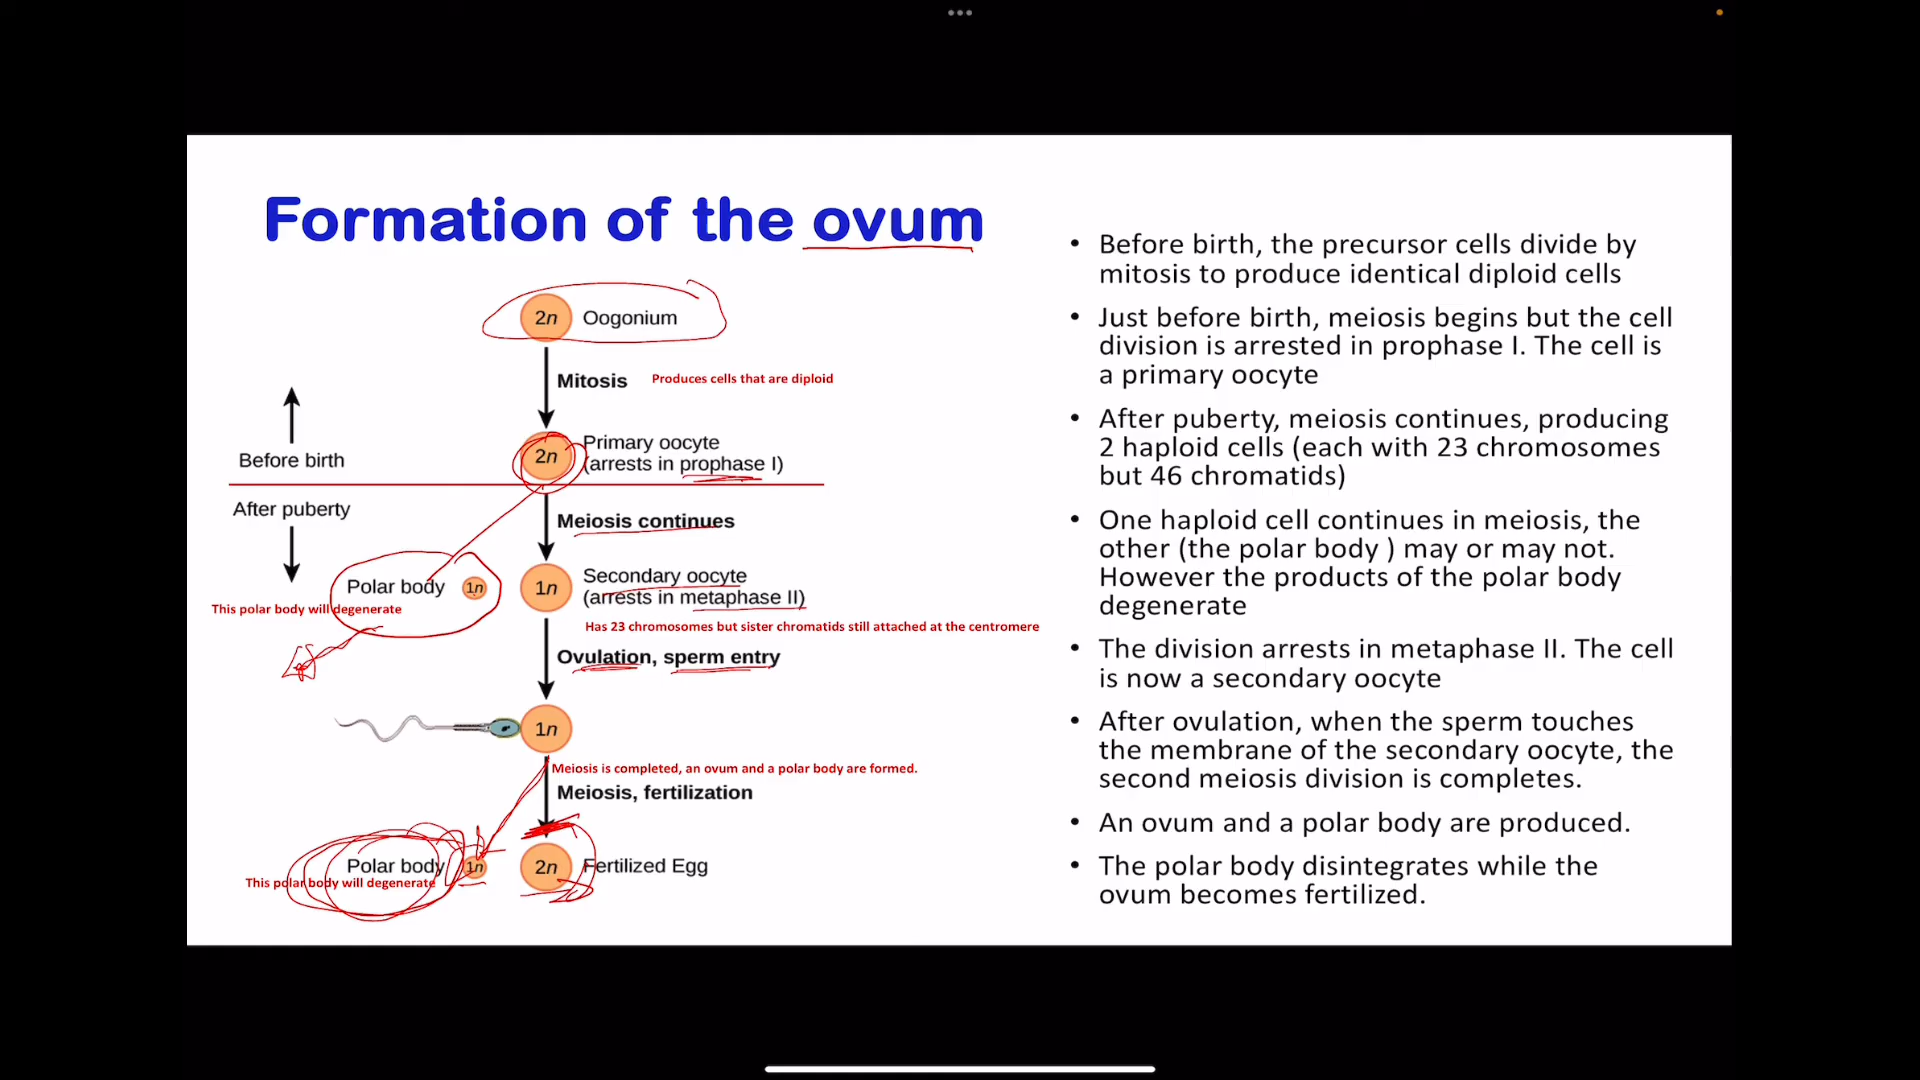 Formation of the ovum
2n Oogonium
Mitosis Produces cells that are diploid
Before birth
2n Primary oocyte
(arrests in prophase I)
After puberty
Meiosis continues
Polar body 1n
This polar body will degenerate
1n Secondary oocyte
(arrests in metaphase II)
Has 23 chromosomes but sister chromatids still attached at the centromere
Ovulation, sperm entry
1n
Meiosis is completed, an ovum and a polar body are formed.
Meiosis, fertilization
Polar body 1n
This polar body will degenerate
2n Fertilized Egg
• Before birth, the precursor cells divide by
mitosis to produce identical diploid cells
• Just before birth, meiosis begins but the cell
division is arrested in prophase I. The cell is
a primary oocyte
• After puberty, meiosis continues, producing
2 haploid cells (each with 23 chromosomes
but 46 chromatids)
• One haploid cell continues in meiosis, the
other (the polar body ) may or may not.
However the products of the polar body
degenerate
• The division arrests in metaphase II. The cell
is now a secondary oocyte
• After ovulation, when the sperm touches
the membrane of the secondary oocyte, the
second meiosis division is completes.
• An ovum and a polar body are produced.
• The polar body disintegrates while the
ovum becomes fertilized.